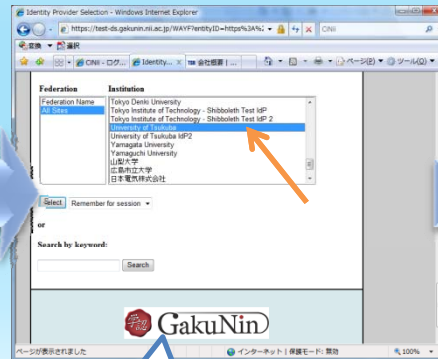 Identity Provider Selection - Windows Internet Explorer
https://test-ds.gakunin.nii.ac.jp/WAYF?entityID=https%3A%2
CiNii
変換 選択
CiNii - ログ... Identity... 会社概要 | ... ページ(P) ツール(O)
Federation Institution
Federation Name
All Sites
Tokyo Denki University
Tokyo Institute of Technology - Shibboleth Test IdP
Tokyo Institute of Technology - Shibboleth Test IdP 2
University of Tsukuba
University of Tsukuba IdP2
Yamagata University
Yamaguchi University
山梨大学
広島市立大学
日本電気株式会社
Select Remember for session
or
Search by keyword:
Search
学認 GakuNin
ページが表示されました インターネット | 保護モード: 無効 100%